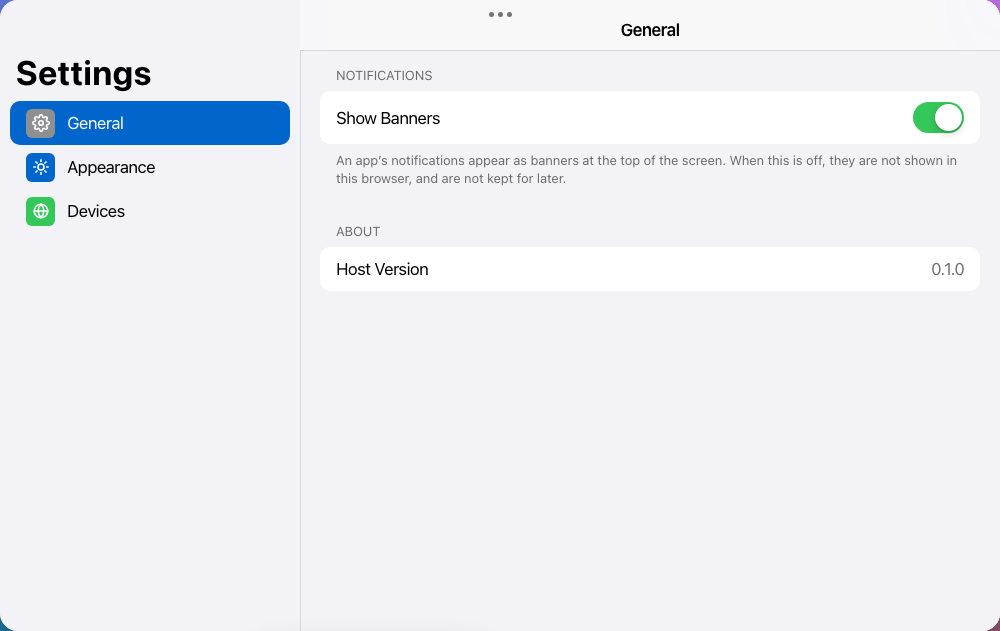 General
Settings
General
Appearance
Devices
NOTIFICATIONS
Show Banners
An app’s notifications appear as banners at the top of the screen. When this is off, they are not shown in
this browser, and are not kept for later.
ABOUT
Host Version
0.1.0